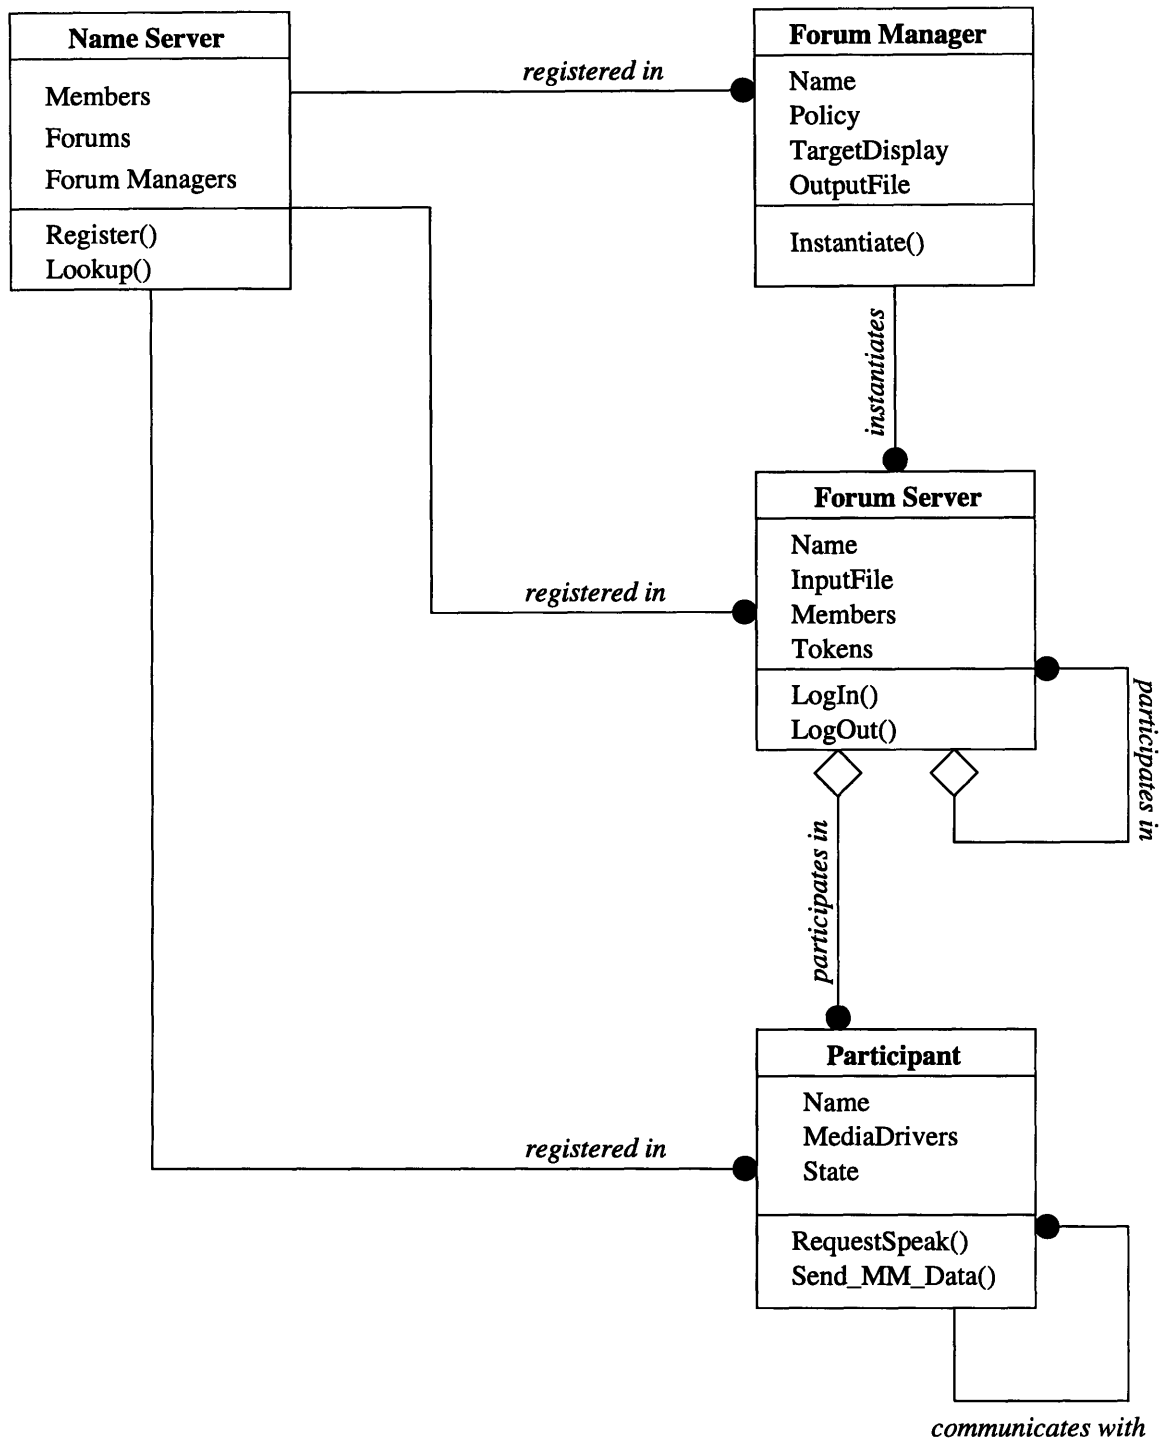 Name Server
Members
Forums
Forum Managers
Register()
Lookup()
registered in
Forum Manager
Name
Policy
TargetDisplay
OutputFile
Instantiate()
instantiates
registered in
Forum Server
Name
InputFile
Members
Tokens
LogIn()
LogOut()
participates in
participates in
registered in
Participant
Name
MediaDrivers
State
RequestSpeak()
Send_MM_Data()
communicates with